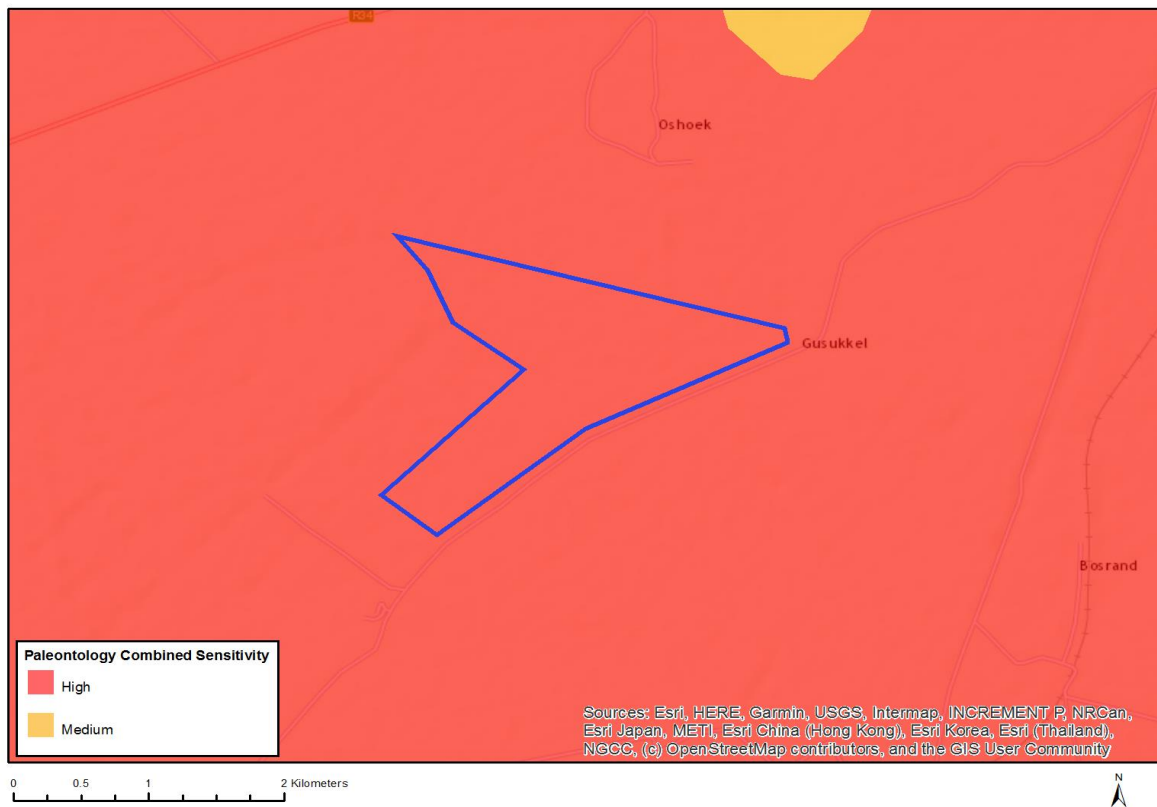 R34
Oshoek
Gusukkel
Bosrand
Paleontology Combined Sensitivity
High
Medium
Sources: Esri, HERE, Garmin, USGS, Intermap, INCREMENT P, NRCan,
Esri Japan, METI, Esri China (Hong Kong), Esri Korea, Esri (Thailand),
NGCC, (c) OpenStreetMap contributors, and the GIS User Community
0 0.5 1 2 Kilometers
N